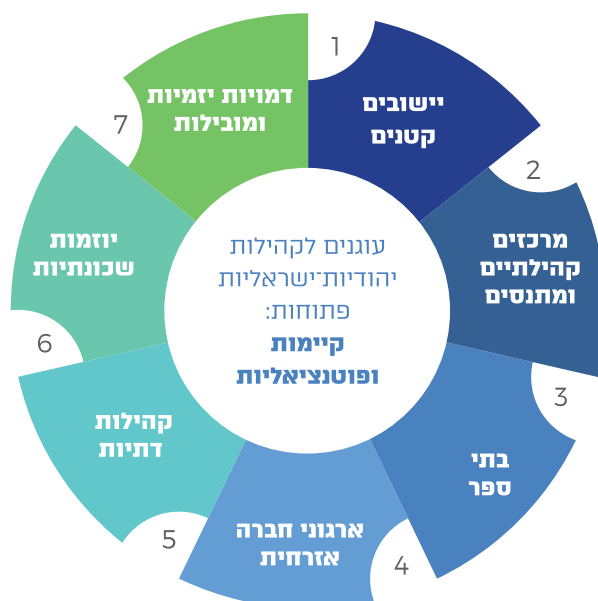 עוגנים לקהילות
יהודיות־ישראליות
פתוחות:
קיימות
ופוטנציאליות
1
יישובים
קטנים
2
מרכזים
קהילתיים
ומתנסים
3
בתי
ספר
4
ארגוני חברה
אזרחית
5
קהילות
דתיות
6
יוזמות
שכונתיות
7
דמויות יזמיות
ומובילות